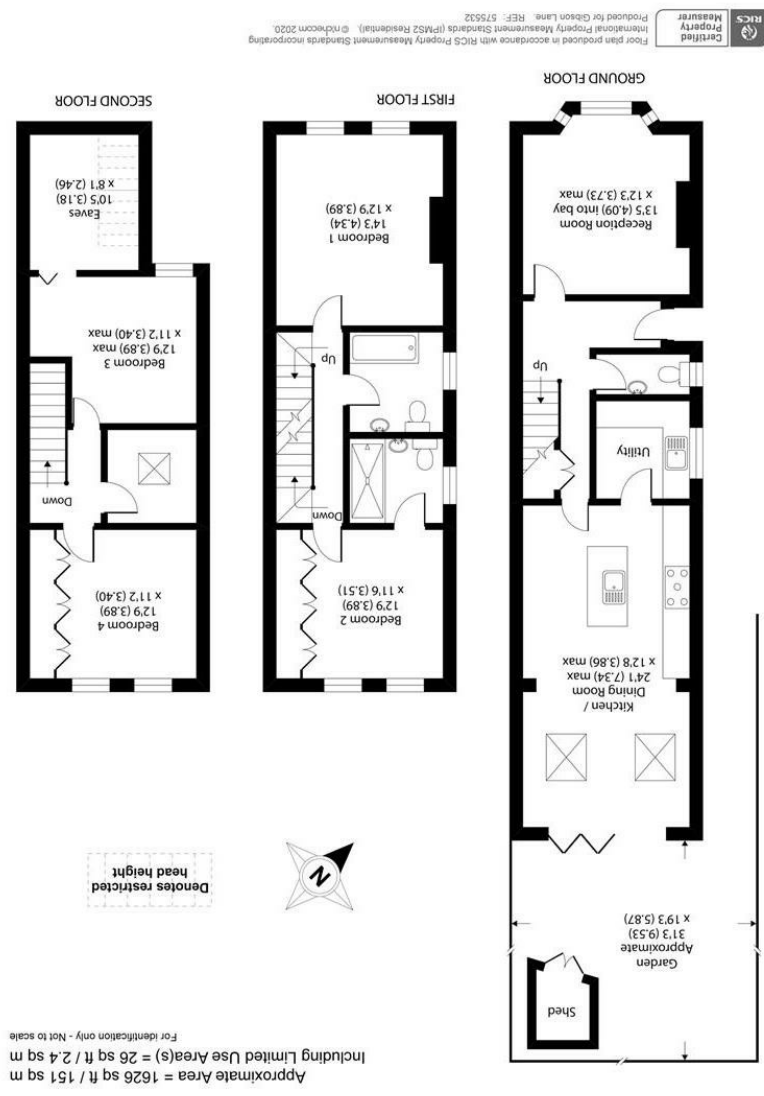 Approximate Area = 1626 sq ft / 151 sq m
Including Limited Use Area(s) = 26 sq ft / 2.4 sq m
For identification only - Not to scale
Shed
Garden
Approximate
31'3 (9.53)
x 19'3 (5.87)
N
Denotes restricted
head height
Kitchen /
Dining Room
24'1 (7.34) max
x 12'8 (3.86) max
Utility
Up
Reception Room
13'5 (4.09) into bay
x 12'3 (3.73) max
GROUND FLOOR
Bedroom 2
12'9 (3.89)
x 11'6 (3.51)
Down
Up
Bedroom 1
14'3 (4.34)
x 12'9 (3.89)
FIRST FLOOR
Bedroom 4
12'9 (3.89)
x 11'2 (3.40)
Down
Bedroom 3
12'9 (3.89) max
x 11'2 (3.40) max
Eaves
10'5 (3.18)
x 8'1 (2.46)
SECOND FLOOR
RICS
Certified
Property
Measurer
Floor plan produced in accordance with RICS Property Measurement Standards incorporating
International Property Measurement Standards (IPMS2 Residential). © nichecom 2020.
Produced for Gibson Lane. REF: 575532